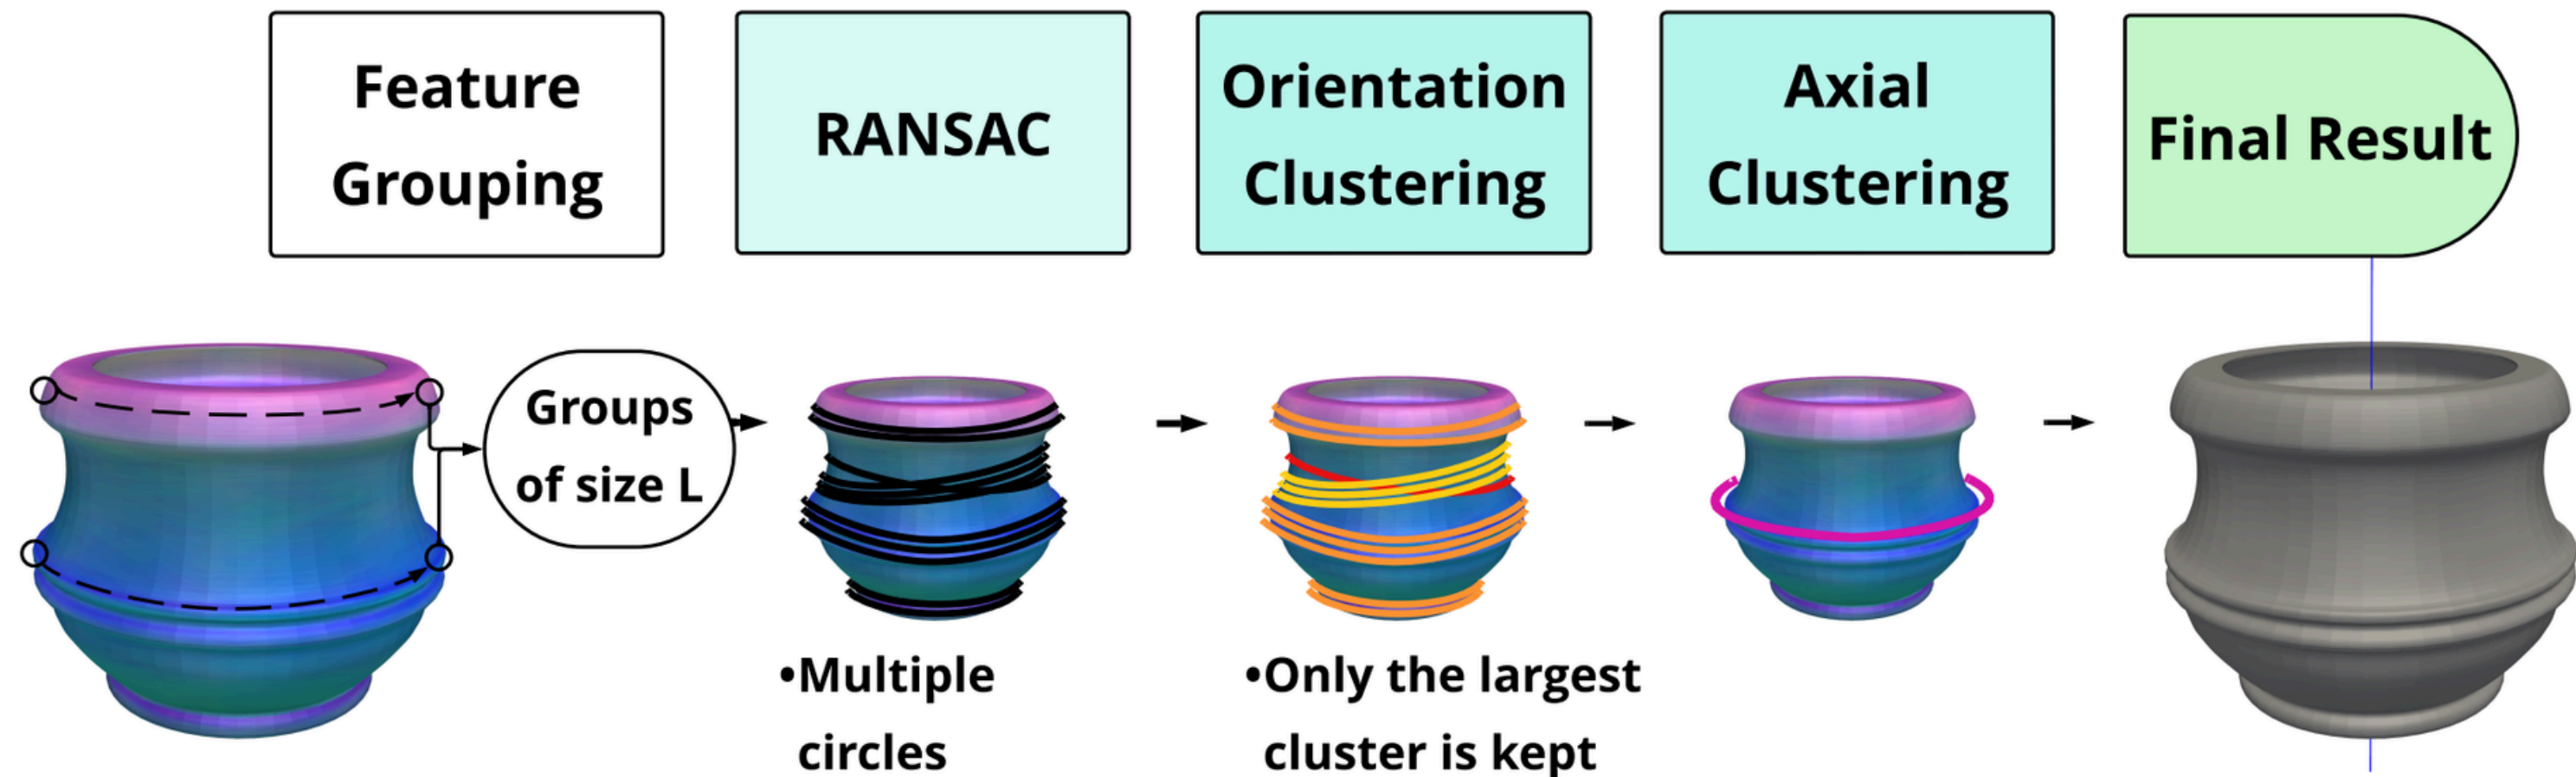 Feature
Grouping
RANSAC
Orientation
Clustering
Axial
Clustering
Final Result
Groups
of size L
•Multiple
circles
•Only the largest
cluster is kept